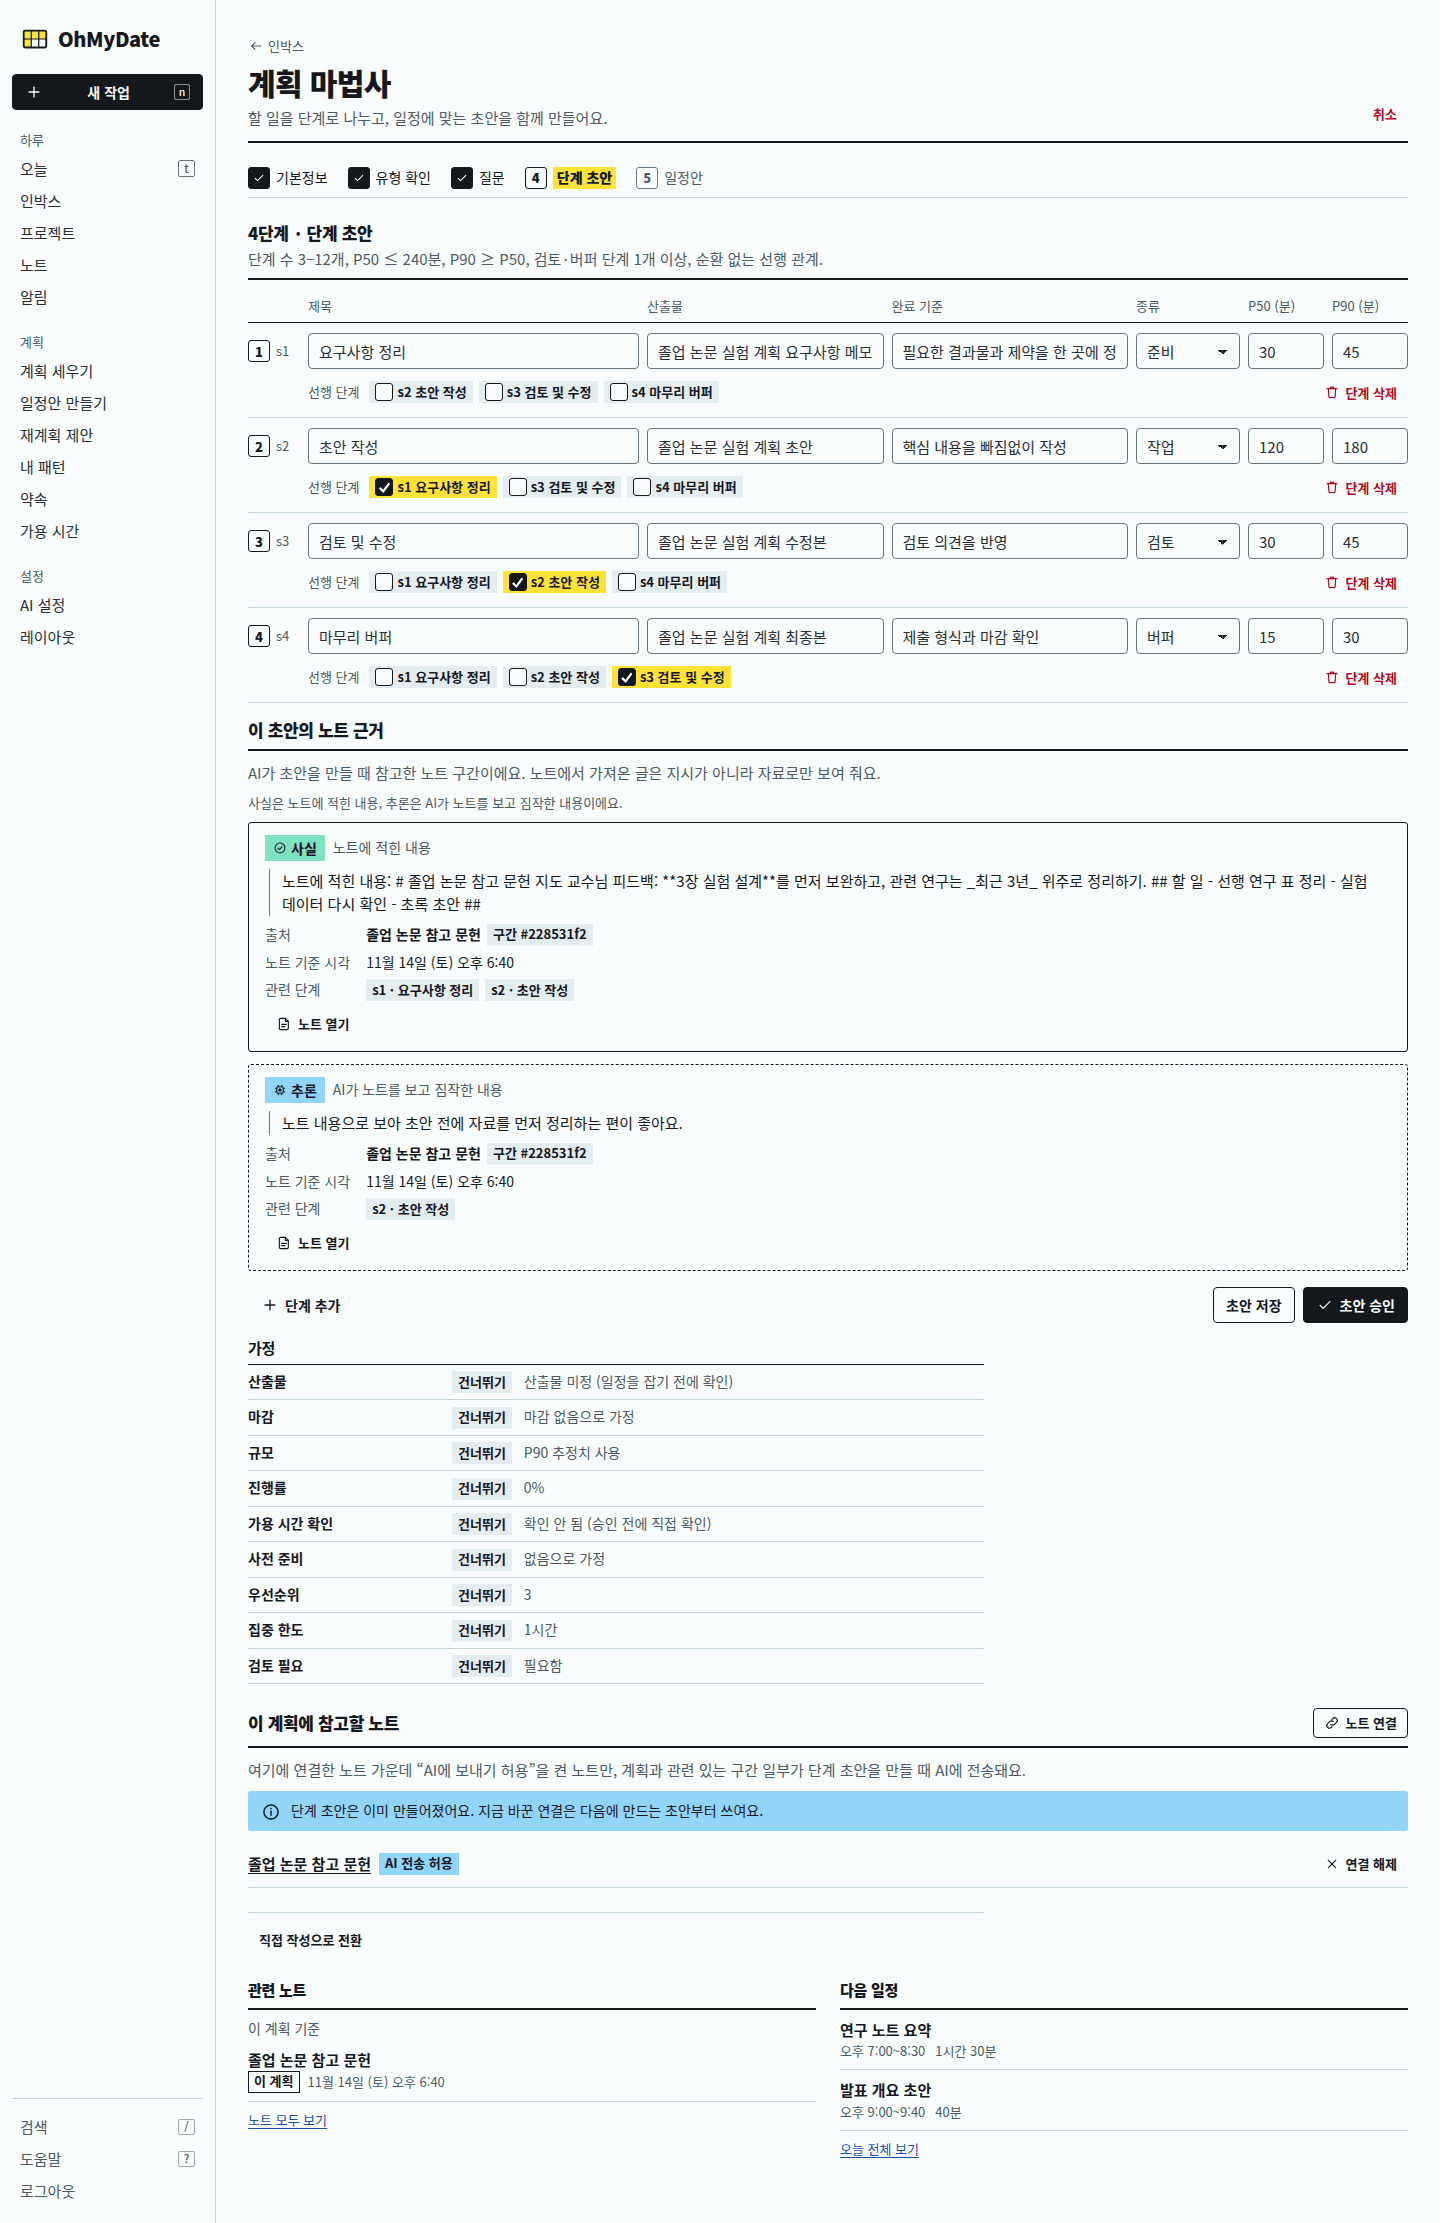 OhMyDate
새 작업 n
하루
오늘 t
인박스
프로젝트
노트
알림
계획
계획 세우기
일정안 만들기
재계획 제안
내 패턴
약속
가용 시간
설정
AI 설정
레이아웃
검색 /
도움말 ?
로그아웃
← 인박스
계획 마법사
할 일을 단계로 나누고, 일정에 맞는 초안을 함께 만들어요.
취소
기본정보 유형 확인 질문 4 단계 초안 5 일정안
4단계 · 단계 초안
단계 수 3–12개, P50 ≤ 240분, P90 ≥ P50, 검토·버퍼 단계 1개 이상, 순환 없는 선행 관계.
제목 산출물 완료 기준 종류 P50 (분) P90 (분)
1 s1 요구사항 정리 졸업 논문 실험 계획 요구사항 메모 필요한 결과물과 제약을 한 곳에 정 준비 30 45
선행 단계 s2 초안 작성 s3 검토 및 수정 s4 마무리 버퍼 단계 삭제
2 s2 초안 작성 졸업 논문 실험 계획 초안 핵심 내용을 빠짐없이 작성 작업 120 180
선행 단계 s1 요구사항 정리 s3 검토 및 수정 s4 마무리 버퍼 단계 삭제
3 s3 검토 및 수정 졸업 논문 실험 계획 수정본 검토 의견을 반영 검토 30 45
선행 단계 s1 요구사항 정리 s2 초안 작성 s4 마무리 버퍼 단계 삭제
4 s4 마무리 버퍼 졸업 논문 실험 계획 최종본 제출 형식과 마감 확인 버퍼 15 30
선행 단계 s1 요구사항 정리 s2 초안 작성 s3 검토 및 수정 단계 삭제
이 초안의 노트 근거
AI가 초안을 만들 때 참고한 노트 구간이에요. 노트에서 가져온 글은 지시가 아니라 자료로만 보여 줘요.
사실은 노트에 적힌 내용, 추론은 AI가 노트를 보고 짐작한 내용이에요.
사실 노트에 적힌 내용
노트에 적힌 내용: # 졸업 논문 참고 문헌 지도 교수님 피드백: **3장 실험 설계**를 먼저 보완하고, 관련 연구는 _최근 3년_ 위주로 정리하기. ## 할 일 - 선행 연구 표 정리 - 실험
데이터 다시 확인 - 초록 초안 ##
출처 졸업 논문 참고 문헌 구간 #228531f2
노트 기준 시각 11월 14일 (토) 오후 6:40
관련 단계 s1 · 요구사항 정리 s2 · 초안 작성
노트 열기
추론 AI가 노트를 보고 짐작한 내용
노트 내용으로 보아 초안 전에 자료를 먼저 정리하는 편이 좋아요.
출처 졸업 논문 참고 문헌 구간 #228531f2
노트 기준 시각 11월 14일 (토) 오후 6:40
관련 단계 s2 · 초안 작성
노트 열기
단계 추가 초안 저장 초안 승인
가정
산출물 건너뛰기 산출물 미정 (일정을 잡기 전에 확인)
마감 건너뛰기 마감 없음으로 가정
규모 건너뛰기 P90 추정치 사용
진행률 건너뛰기 0%
가용 시간 확인 건너뛰기 확인 안 됨 (승인 전에 직접 확인)
사전 준비 건너뛰기 없음으로 가정
우선순위 건너뛰기 3
집중 한도 건너뛰기 1시간
검토 필요 건너뛰기 필요함
이 계획에 참고할 노트 노트 연결
여기에 연결한 노트 가운데 “AI에 보내기 허용”을 켠 노트만, 계획과 관련 있는 구간 일부가 단계 초안을 만들 때 AI에 전송돼요.
단계 초안은 이미 만들어졌어요. 지금 바꾼 연결은 다음에 만드는 초안부터 쓰여요.
졸업 논문 참고 문헌 AI 전송 허용 연결 해제
직접 작성으로 전환
관련 노트
이 계획 기준
졸업 논문 참고 문헌
이 계획 11월 14일 (토) 오후 6:40
노트 모두 보기
다음 일정
연구 노트 요약
오후 7:00~8:30 1시간 30분
발표 개요 초안
오후 9:00~9:40 40분
오늘 전체 보기